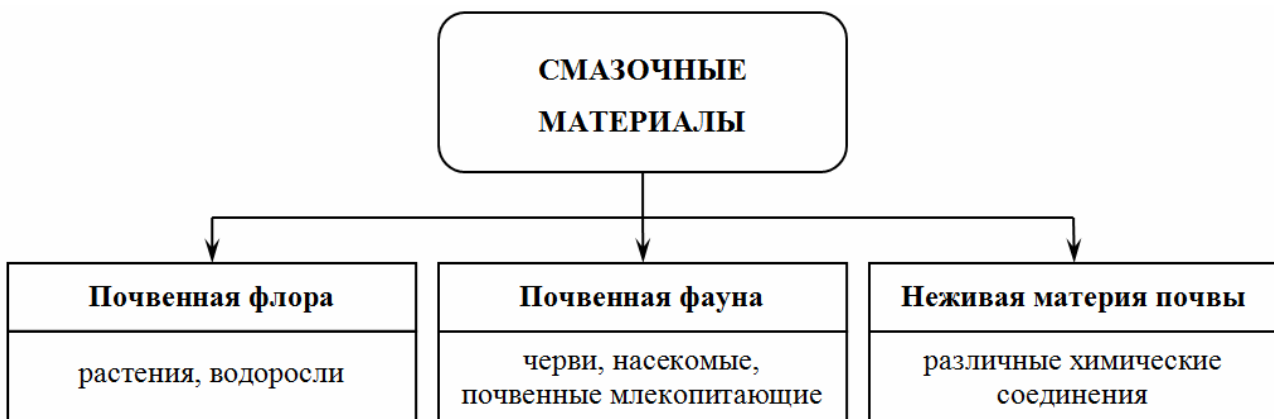 СМАЗОЧНЫЕ
МАТЕРИАЛЫ
Почвенная флора
растения, водоросли
Почвенная фауна
черви, насекомые,
почвенные млекопитающие
Неживая материя почвы
различные химические
соединения